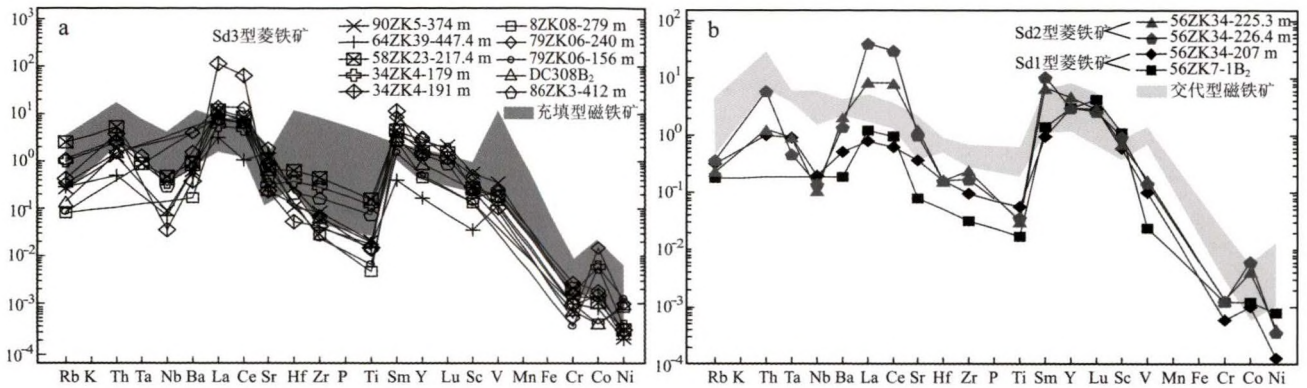 a
Sd3型菱铁矿
90ZK5-374 m
64ZK39-447.4 m
58ZK23-217.4 m
34ZK4-179 m
34ZK4-191 m
8ZK08-279 m
79ZK06-240 m
79ZK06-156 m
DC308B₂
86ZK3-412 m
充填型磁铁矿
10³
10²
10¹
10⁰
10⁻¹
10⁻²
10⁻³
10⁻⁴
Rb K Th Ta Nb Ba La Ce Sr Hf Zr P Ti Sm Y Lu Sc V Mn Fe Cr Co Ni
b
Sd2型菱铁矿
56ZK34-225.3 m
56ZK34-226.4 m
Sd1型菱铁矿
56ZK34-207 m
56ZK7-1B₂
交代型磁铁矿
10²
10¹
10⁰
10⁻¹
10⁻²
10⁻³
10⁻⁴
Rb K Th Ta Nb Ba La Ce Sr Hf Zr P Ti Sm Y Lu Sc V Mn Fe Cr Co Ni